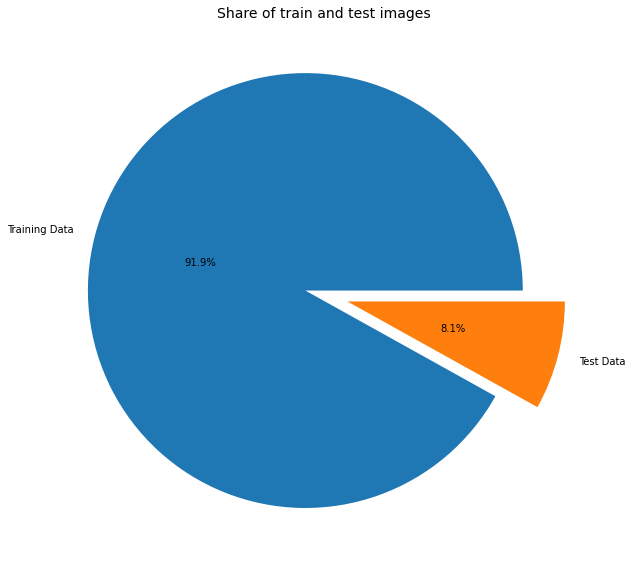 Share of train and test images
Training Data
91.9%
8.1%
Test Data